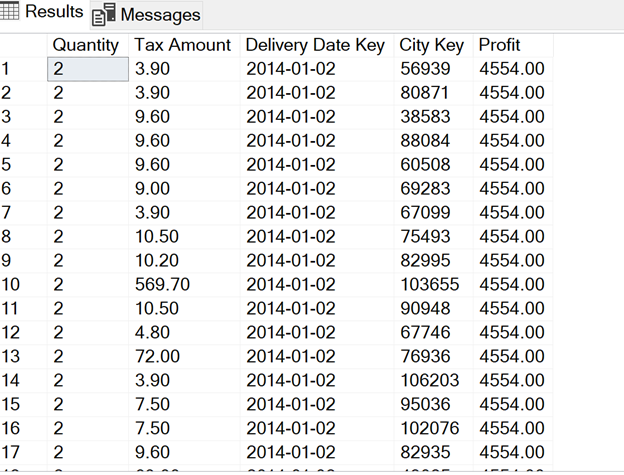 Results Messages
Quantity Tax Amount Delivery Date Key City Key Profit
1 2 3.90 2014-01-02 56939 4554.00
2 2 3.90 2014-01-02 80871 4554.00
3 2 9.60 2014-01-02 38583 4554.00
4 2 9.60 2014-01-02 88084 4554.00
5 2 9.60 2014-01-02 60508 4554.00
6 2 9.00 2014-01-02 69283 4554.00
7 2 3.90 2014-01-02 67099 4554.00
8 2 10.50 2014-01-02 75493 4554.00
9 2 10.20 2014-01-02 82995 4554.00
10 2 569.70 2014-01-02 103655 4554.00
11 2 10.50 2014-01-02 90948 4554.00
12 2 4.80 2014-01-02 67746 4554.00
13 2 72.00 2014-01-02 76936 4554.00
14 2 3.90 2014-01-02 106203 4554.00
15 2 7.50 2014-01-02 95036 4554.00
16 2 7.50 2014-01-02 102076 4554.00
17 2 9.60 2014-01-02 82935 4554.00